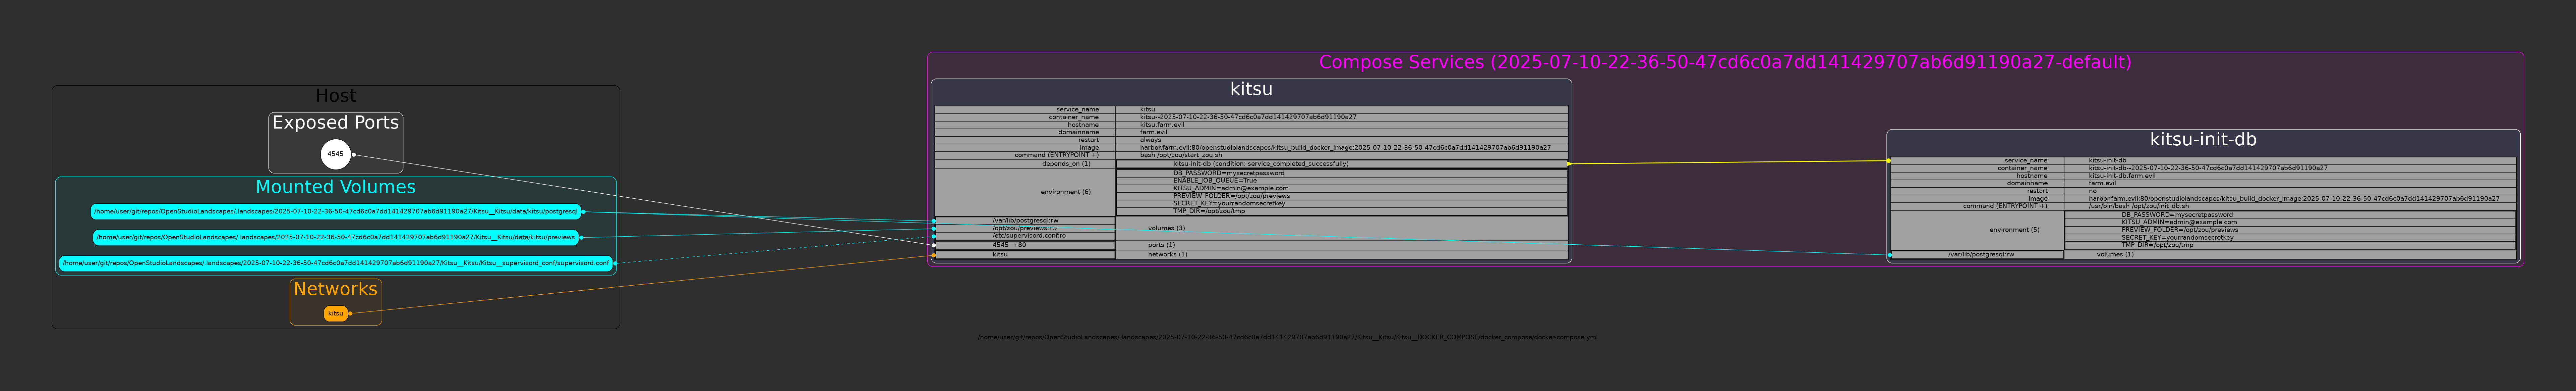 Compose Services (2025-07-10-22-36-50-47cd6c0a7dd141429707ab6d91190a27-default)
Host
Exposed Ports
4545
Mounted Volumes
/home/user/git/repos/OpenStudioLandscapes/.landscapes/2025-07-10-22-36-50-47cd6c0a7dd141429707ab6d91190a27/Kitsu__Kitsu/data/kitsu/postgresql
/home/user/git/repos/OpenStudioLandscapes/.landscapes/2025-07-10-22-36-50-47cd6c0a7dd141429707ab6d91190a27/Kitsu__Kitsu/data/kitsu/previews
/home/user/git/repos/OpenStudioLandscapes/.landscapes/2025-07-10-22-36-50-47cd6c0a7dd141429707ab6d91190a27/Kitsu__Kitsu/Kitsu__supervisord_conf/supervisord.conf
Networks
kitsu
kitsu
service_name kitsu
container_name kitsu--2025-07-10-22-36-50-47cd6c0a7dd141429707ab6d91190a27
hostname kitsu.farm.evil
domainname farm.evil
restart always
image harbor.farm.evil:80/openstudiolandscapes/kitsu_build_docker_image:2025-07-10-22-36-50-47cd6c0a7dd141429707ab6d91190a27
command (ENTRYPOINT +) bash /opt/zou/start_zou.sh
depends_on (1) kitsu-init-db (condition: service_completed_successfully)
environment (6)
DB_PASSWORD=mysecretpassword
ENABLE_JOB_QUEUE=True
KITSU_ADMIN=admin@example.com
PREVIEW_FOLDER=/opt/zou/previews
SECRET_KEY=yourrandomsecretkey
TMP_DIR=/opt/zou/tmp
/var/lib/postgresql:rw
/opt/zou/previews:rw volumes (3)
/etc/supervisord.conf:ro
4545 → 80 ports (1)
kitsu networks (1)
kitsu-init-db
service_name kitsu-init-db
container_name kitsu-init-db--2025-07-10-22-36-50-47cd6c0a7dd141429707ab6d91190a27
hostname kitsu-init-db.farm.evil
domainname farm.evil
restart no
image harbor.farm.evil:80/openstudiolandscapes/kitsu_build_docker_image:2025-07-10-22-36-50-47cd6c0a7dd141429707ab6d91190a27
command (ENTRYPOINT +) /usr/bin/bash /opt/zou/init_db.sh
environment (5)
DB_PASSWORD=mysecretpassword
KITSU_ADMIN=admin@example.com
PREVIEW_FOLDER=/opt/zou/previews
SECRET_KEY=yourrandomsecretkey
TMP_DIR=/opt/zou/tmp
/var/lib/postgresql:rw volumes (1)
/home/user/git/repos/OpenStudioLandscapes/.landscapes/2025-07-10-22-36-50-47cd6c0a7dd141429707ab6d91190a27/Kitsu__Kitsu/Kitsu__DOCKER_COMPOSE/docker_compose/docker-compose.yml